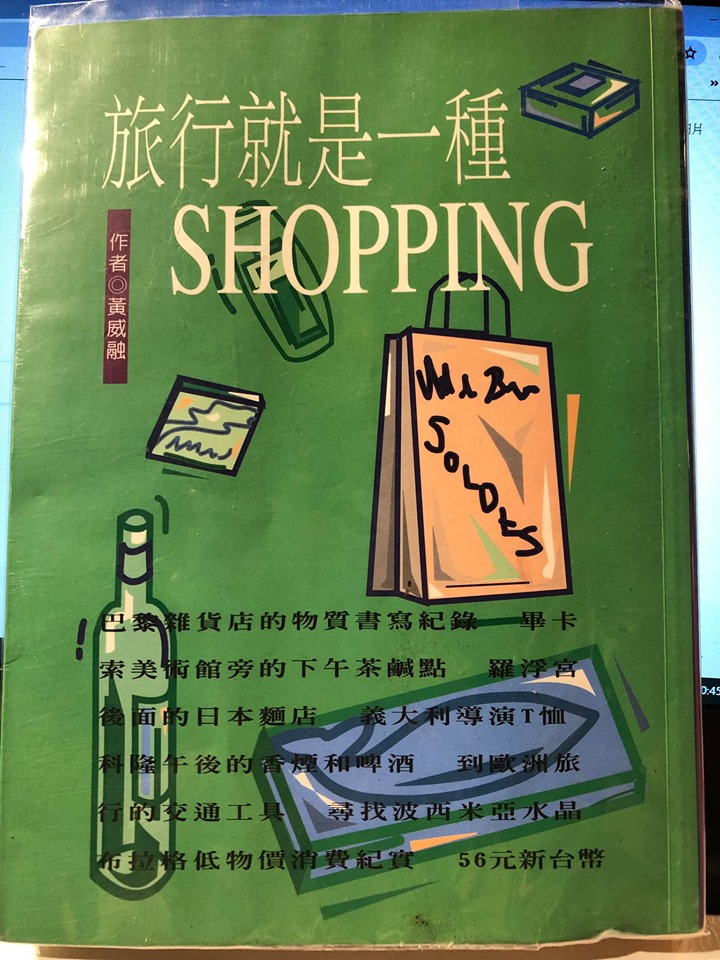 旅行就是一種
SHOPPING
作者◎黃威融
SOLDES
巴黎雜貨店的物質書寫紀錄　畢卡
索美術館旁的下午茶鹹點　羅浮宮
後面的日本麵店　義大利導演T恤
科隆午後的香煙和啤酒　到歐洲旅
行的交通工具　尋找波西米亞水晶
布拉格低物價消費紀實　56元新台幣